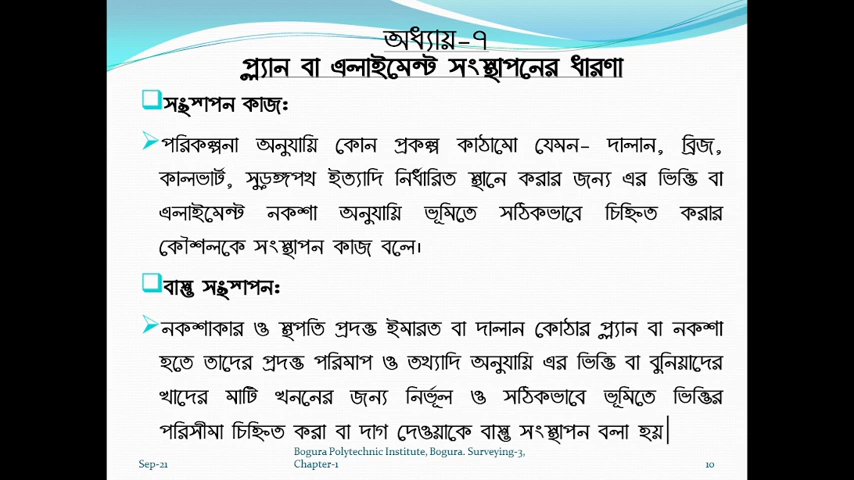 অধ্যায়-৭
প্ল্যান বা এলাইমেন্ট সংস্থাপনের ধারণা
সংস্থাপন কাজ:
পরিকল্পনা অনুযায়ি কোন প্রকল্প কাঠামো যেমন- দালান, ব্রিজ,
কালভার্ট, সুড়ঙ্গপথ ইত্যাদি নির্ধারিত স্থানে করার জন্য এর ভিত্তি বা
এলাইমেন্ট নকশা অনুযায়ি ভূমিতে সঠিকভাবে চিহ্নিত করার
কৌশলকে সংস্থাপন কাজ বলে।
বাস্তু সংস্থাপন:
নকশাকার ও স্থপতি প্রদত্ত ইমারত বা দালান কোঠার প্ল্যান বা নকশা
হতে তাদের প্রদত্ত পরিমাপ ও তথ্যাদি অনুযায়ি এর ভিত্তি বা বুনিয়াদের
খাদের মাটি খননের জন্য নির্ভূল ও সঠিকভাবে ভূমিতে ভিত্তির
পরিসীমা চিহ্নিত করা বা দাগ দেওয়াকে বাস্তু সংস্থাপন বলা হয়
Bogura Polytechnic Institute, Bogura. Surveying-3,
Sep-21 Chapter-1 10